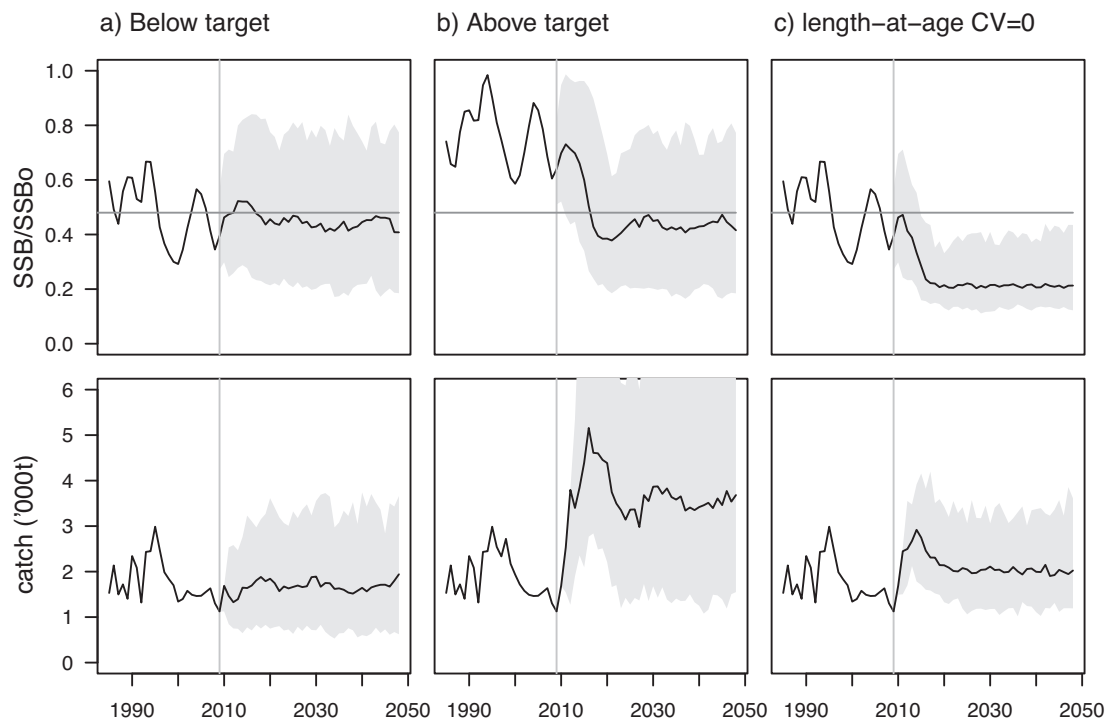 a) Below target
b) Above target
c) length−at−age CV=0
SSB/SSBo
1.0
0.8
0.6
0.4
0.2
0.0
catch ('000t)
6
5
4
3
2
1
0
1990 2010 2030 2050
1990 2010 2030 2050
1990 2010 2030 2050